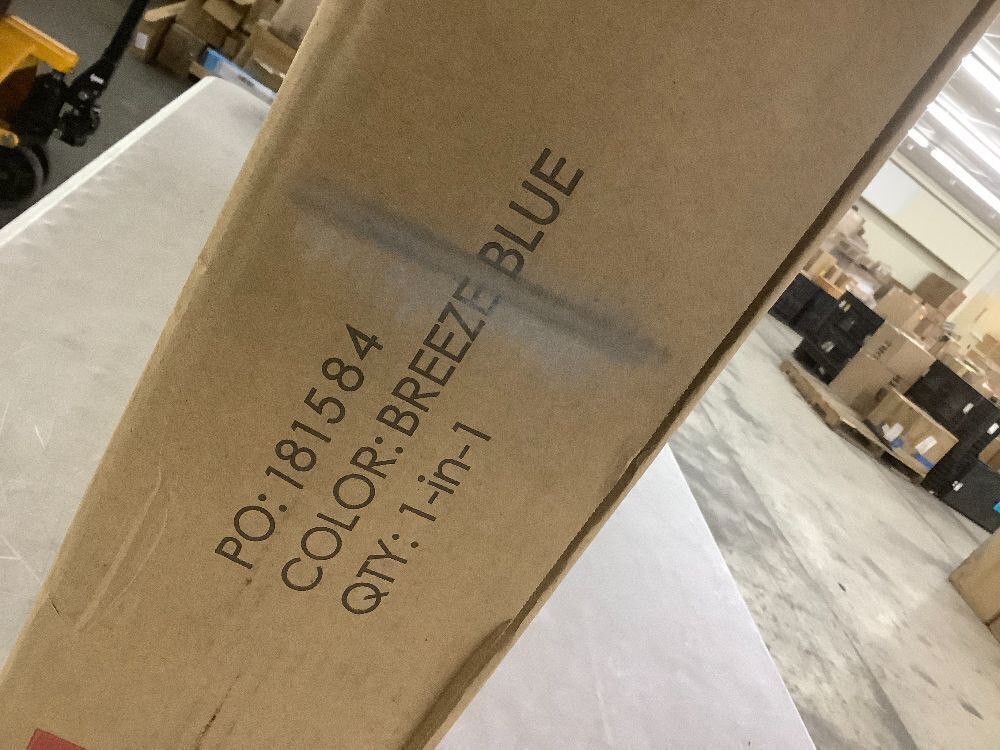 PO: 181584
COLOR: BREEZE BLUE
QTY: 1-in-1